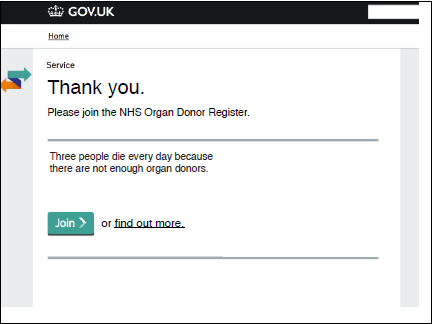 GOV.UK
Home
Service
Thank you.
Please join the NHS Organ Donor Register.
Three people die every day because
there are not enough organ donors.
Join or find out more.